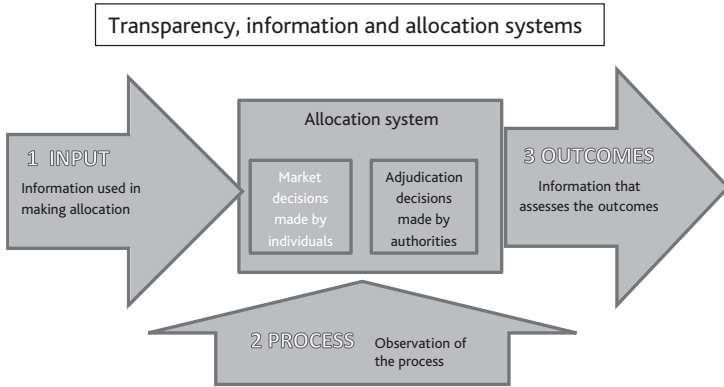 Transparency, information and allocation systems
1 INPUT
Information used in
making allocation
Allocation system
Market
decisions
made by
individuals
Adjudication
decisions
made by
authorities
3 OUTCOMES
Information that
assesses the outcomes
2 PROCESS
Observation of
the process